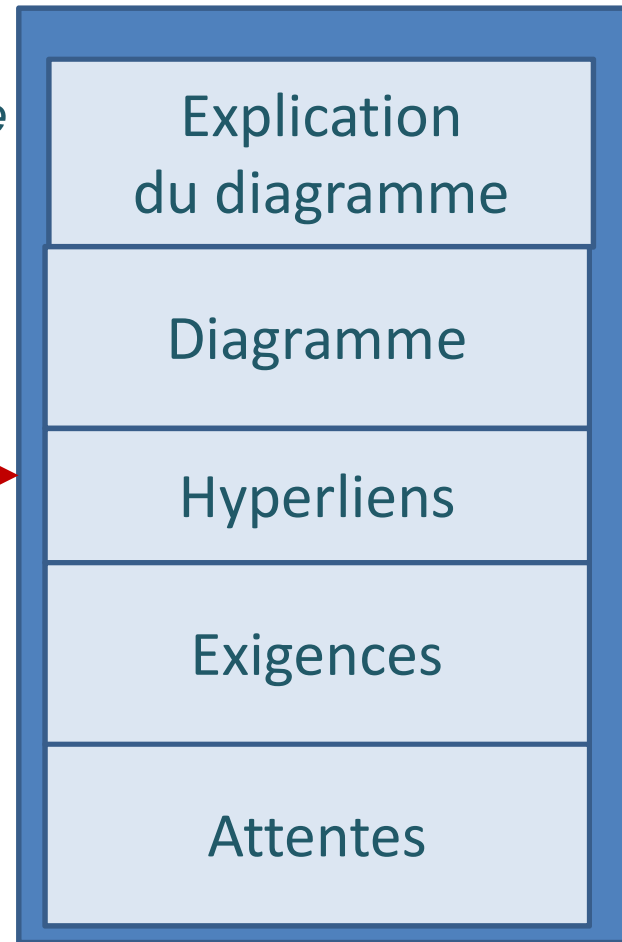 Explication
du diagramme
Diagramme
Hyperliens
Exigences
Attentes